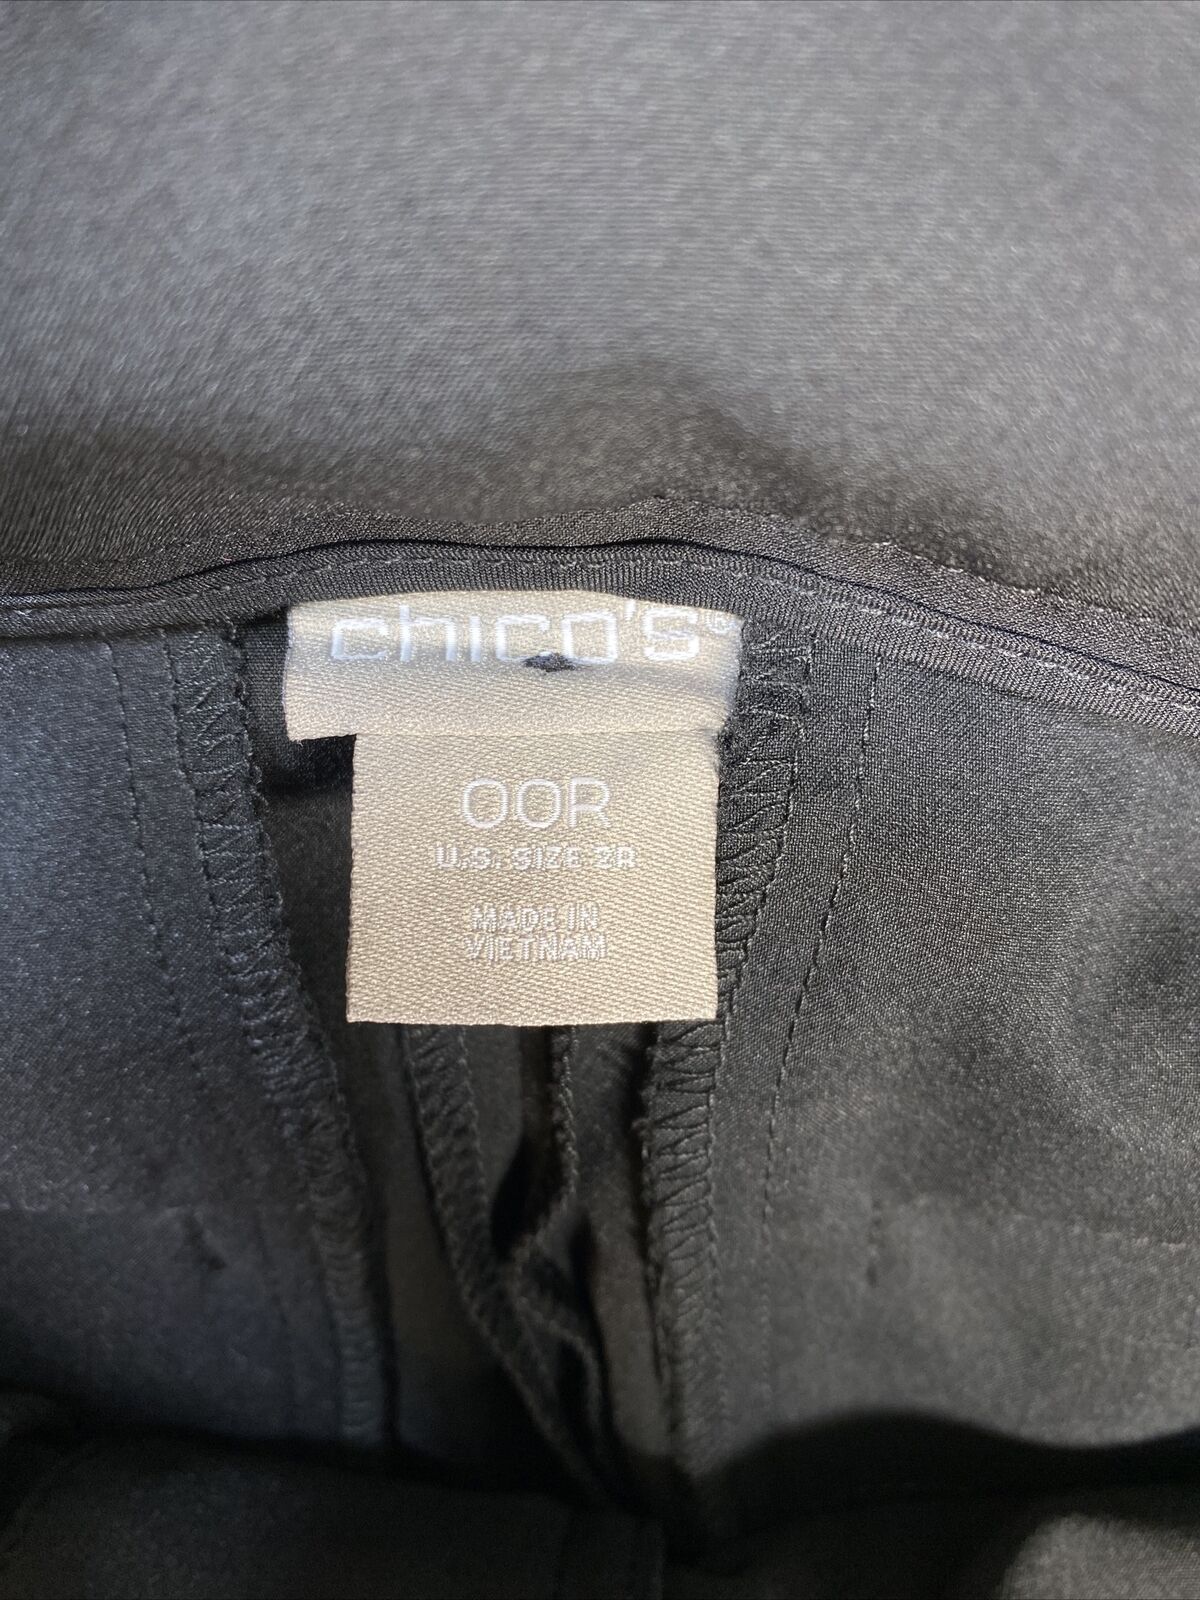 chico's®
OOR
U.S. SIZE 2R
MADE IN
VIETNAM